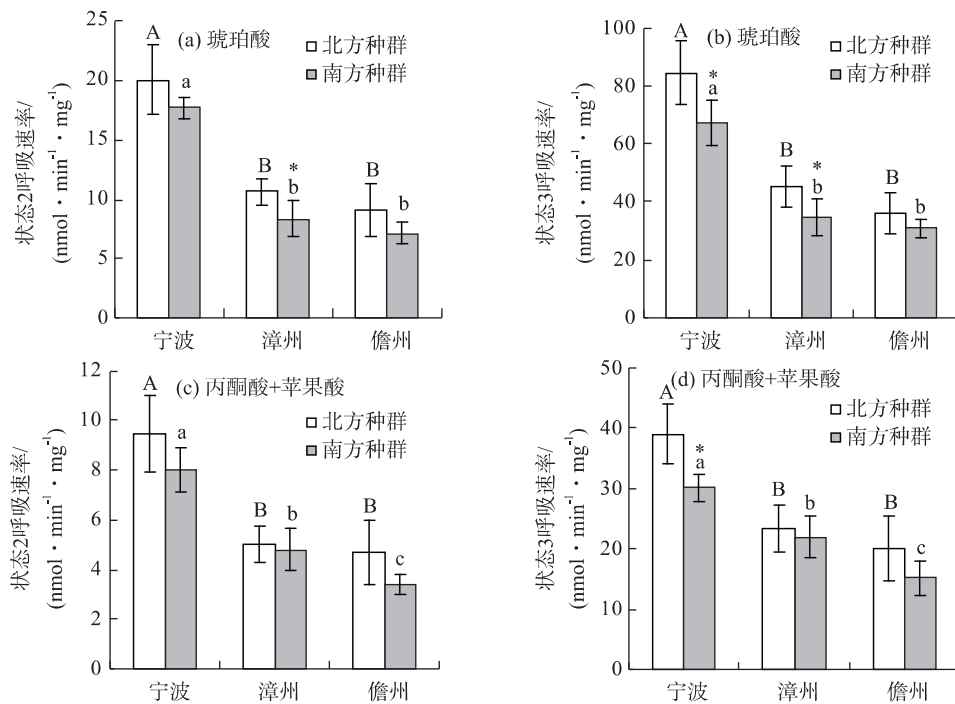 (a) 琥珀酸
北方种群
南方种群
状态2呼吸速率/
(nmol·min⁻¹·mg⁻¹)
25
20
15
10
5
0
A
a
B
*
b
B
b
宁波 漳州 儋州
(b) 琥珀酸
北方种群
南方种群
状态3呼吸速率/
(nmol·min⁻¹·mg⁻¹)
100
80
60
40
20
0
A
*
a
B
*
b
B
b
宁波 漳州 儋州
(c) 丙酮酸+苹果酸
北方种群
南方种群
状态2呼吸速率/
(nmol·min⁻¹·mg⁻¹)
12
10
8
6
4
2
0
A
a
B
b
B
c
宁波 漳州 儋州
(d) 丙酮酸+苹果酸
北方种群
南方种群
状态3呼吸速率/
(nmol·min⁻¹·mg⁻¹)
50
40
30
20
10
0
A
*
a
B
b
B
c
宁波 漳州 儋州